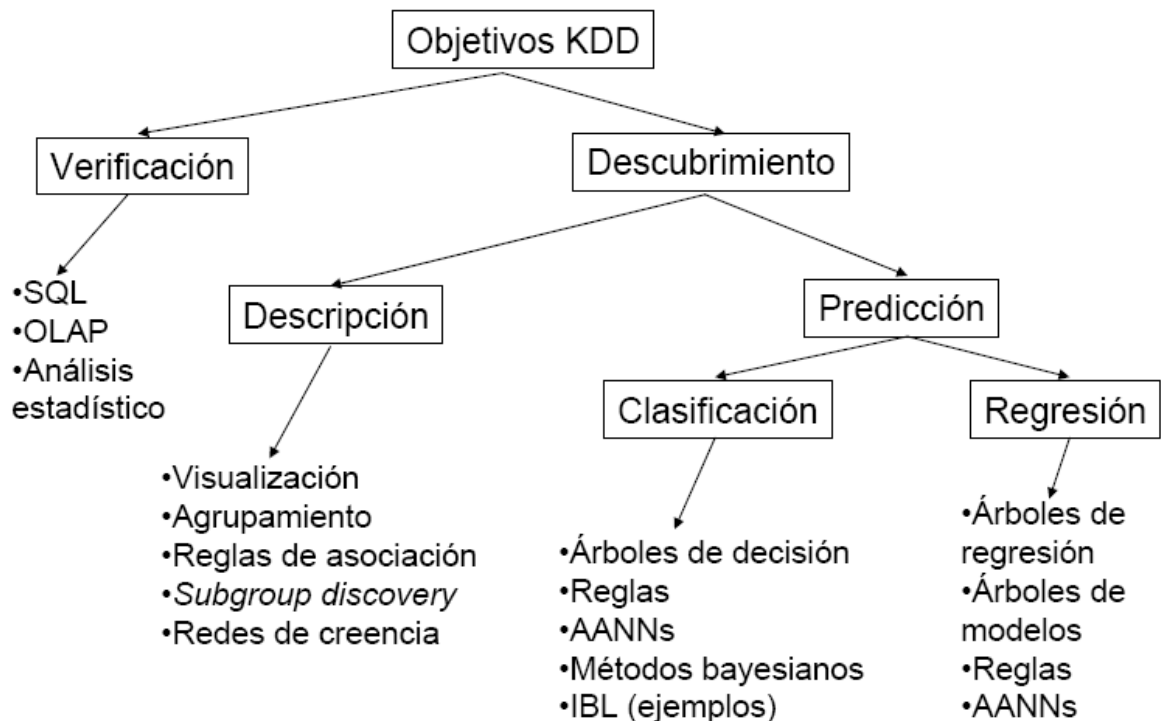 Objetivos KDD
Verificación
Descubrimiento
•SQL
•OLAP
•Análisis
estadístico
Descripción
Predicción
•Visualización
•Agrupamiento
•Reglas de asociación
•Subgroup discovery
•Redes de creencia
Clasificación
Regresión
•Árboles de decisión
•Reglas
•AANNs
•Métodos bayesianos
•IBL (ejemplos)
•Árboles de
regresión
•Árboles de
modelos
•Reglas
•AANNs